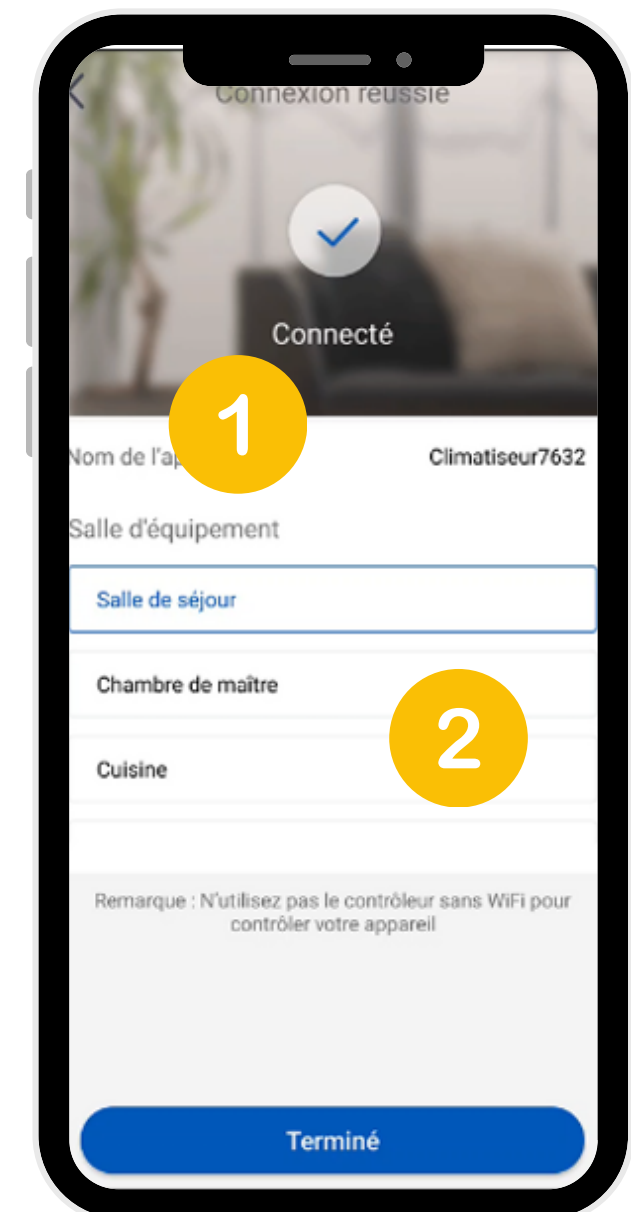 Connexion réussie
Connecté
1
Nom de l'ap
Climatiseur7632
Salle d'équipement
Salle de séjour
Chambre de maître
2
Cuisine
Remarque : N'utilisez pas le contrôleur sans WiFi pour
contrôler votre appareil
Terminé